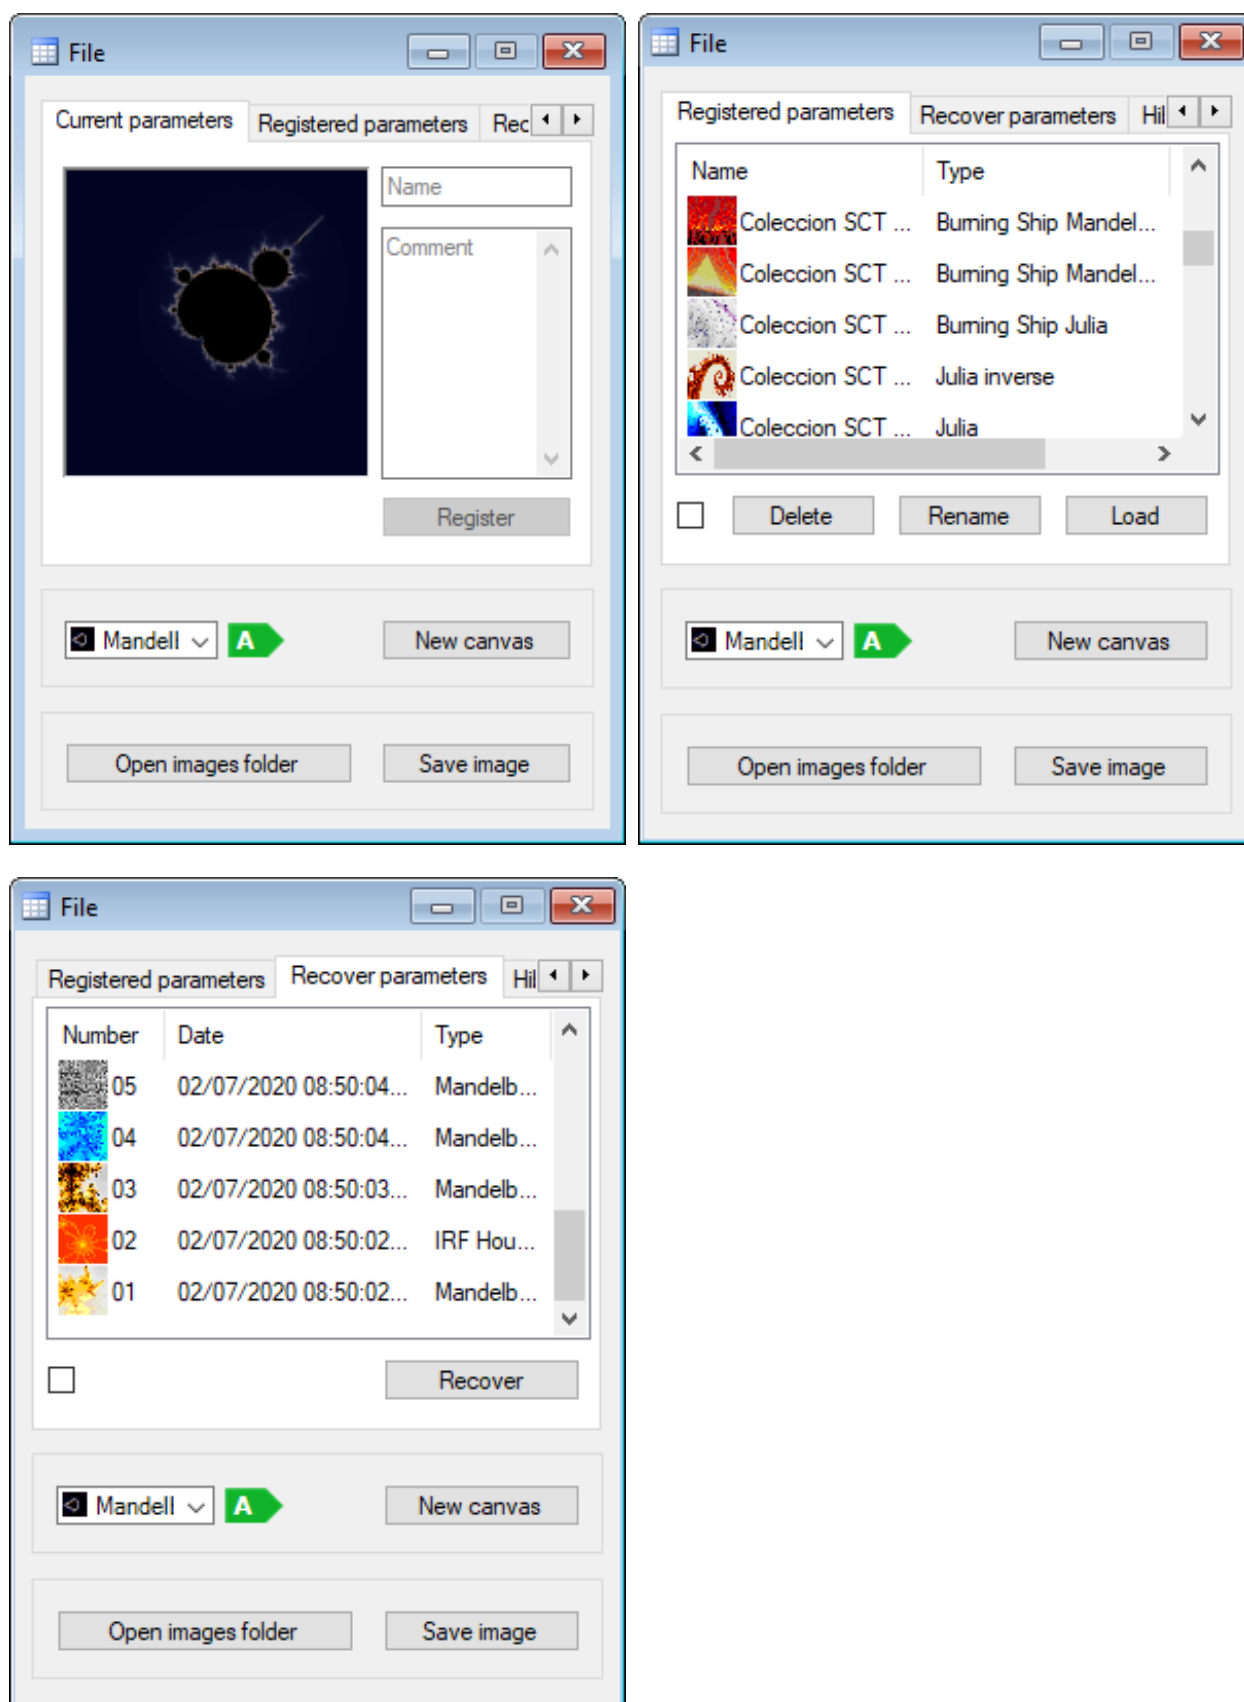 File
Current parameters Registered parameters Rec
Name
Comment
Register
Mandell A New canvas
Open images folder Save image
File
Registered parameters Recover parameters Hil
Name Type
Coleccion SCT ... Burning Ship Mandel...
Coleccion SCT ... Burning Ship Mandel...
Coleccion SCT ... Burning Ship Julia
Coleccion SCT ... Julia inverse
Coleccion SCT ... Julia
Delete Rename Load
Mandell A New canvas
Open images folder Save image
File
Registered parameters Recover parameters Hil
Number Date Type
05 02/07/2020 08:50:04... Mandelb...
04 02/07/2020 08:50:04... Mandelb...
03 02/07/2020 08:50:03... Mandelb...
02 02/07/2020 08:50:02... IRF Hou...
01 02/07/2020 08:50:02... Mandelb...
Recover
Mandell A New canvas
Open images folder Save image